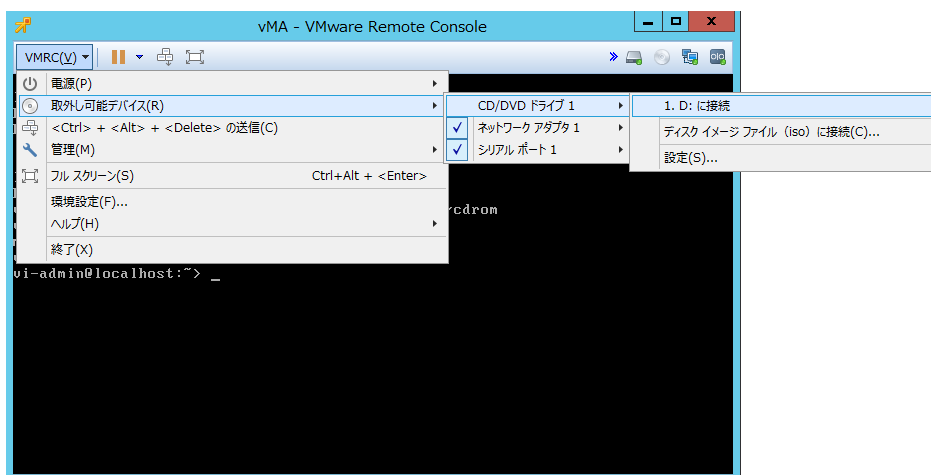 vMA - VMware Remote Console
VMRC(V)
電源(P)
取外し可能デバイス(R)
CD/DVD ドライブ 1
1. D: に接続
<Ctrl> + <Alt> + <Delete> の送信(C)
ネットワーク アダプタ 1
ディスク イメージ ファイル（iso）に接続(C)...
管理(M)
シリアル ポート 1
設定(S)...
フル スクリーン(S) Ctrl+Alt + <Enter>
環境設定(F)...
cdrom
ヘルプ(H)
終了(X)
vi-admin@localhost:~> _